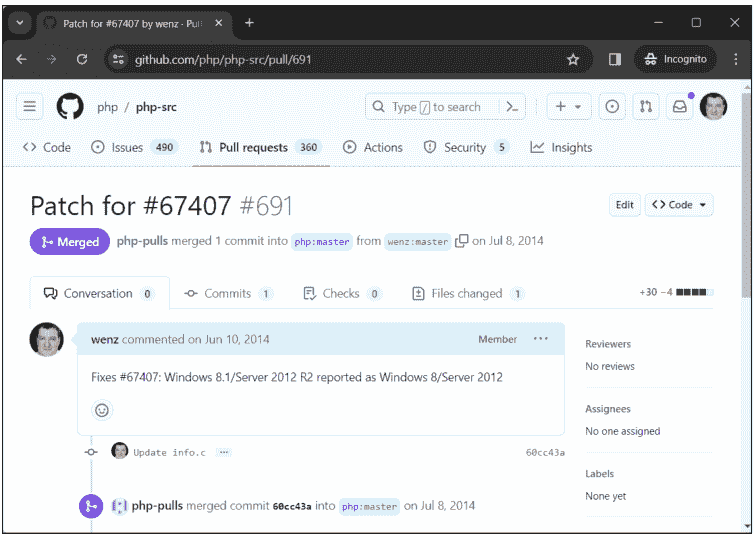 Patch for #67407 by wenz · Pull
github.com/php/php-src/pull/691
Incognito
php / php-src
Type / to search
Code Issues 490 Pull requests 360 Actions Security 5 Insights
Patch for #67407 #691
Edit <> Code
Merged php-pulls merged 1 commit into php:master from wenz:master on Jul 8, 2014
Conversation 0 Commits 1 Checks 0 Files changed 1 +30 −4
wenz commented on Jun 10, 2014 Member ...
Fixes #67407: Windows 8.1/Server 2012 R2 reported as Windows 8/Server 2012
Reviewers
No reviews
Assignees
No one assigned
Labels
None yet
Update info.c ... 60cc43a
php-pulls merged commit 60cc43a into php:master on Jul 8, 2014